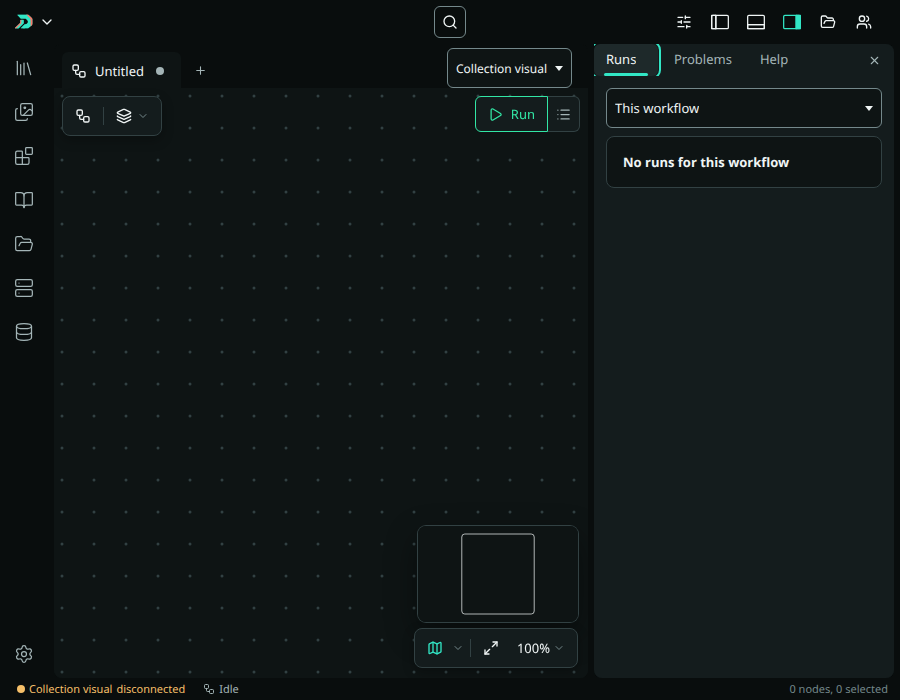 Untitled
Collection visual
Runs
Problems
Help
Run
This workflow
No runs for this workflow
100%
Collection visual disconnected
Idle
0 nodes, 0 selected